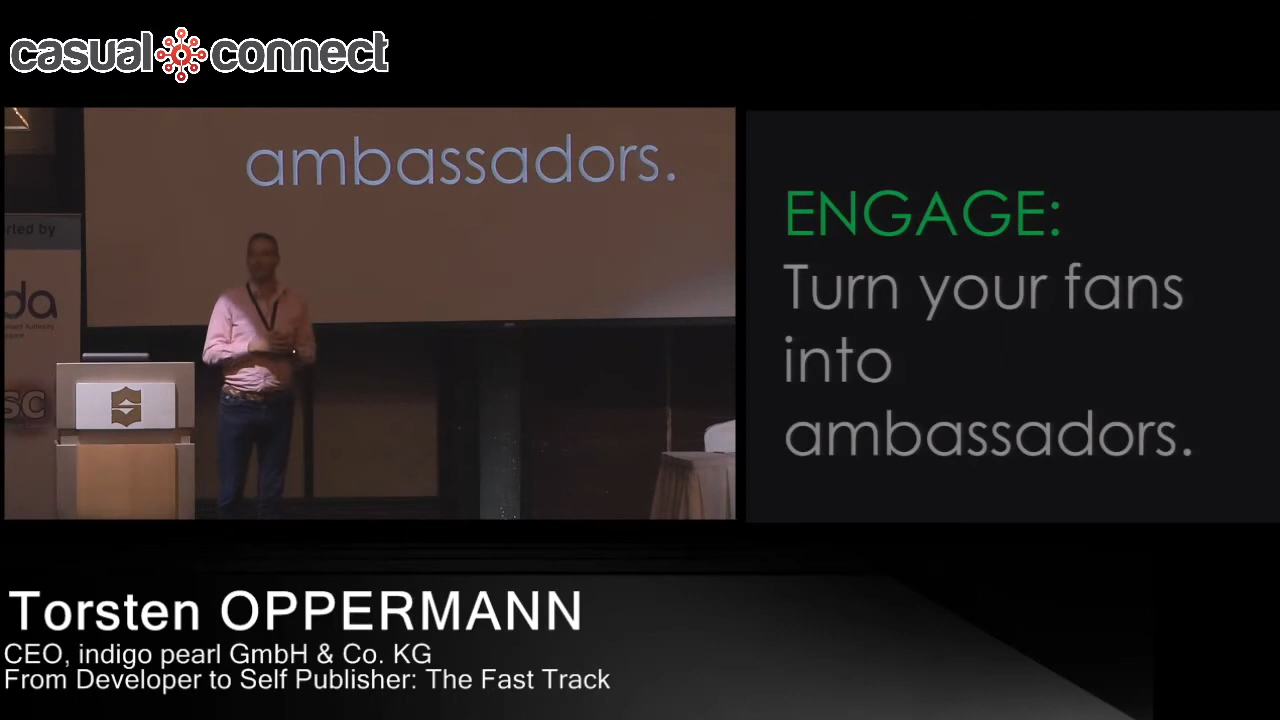 casual connect
ambassadors.
ENGAGE:
Turn your fans
into
ambassadors.
Torsten OPPERMANN
CEO, indigo pearl GmbH & Co. KG
From Developer to Self Publisher: The Fast Track